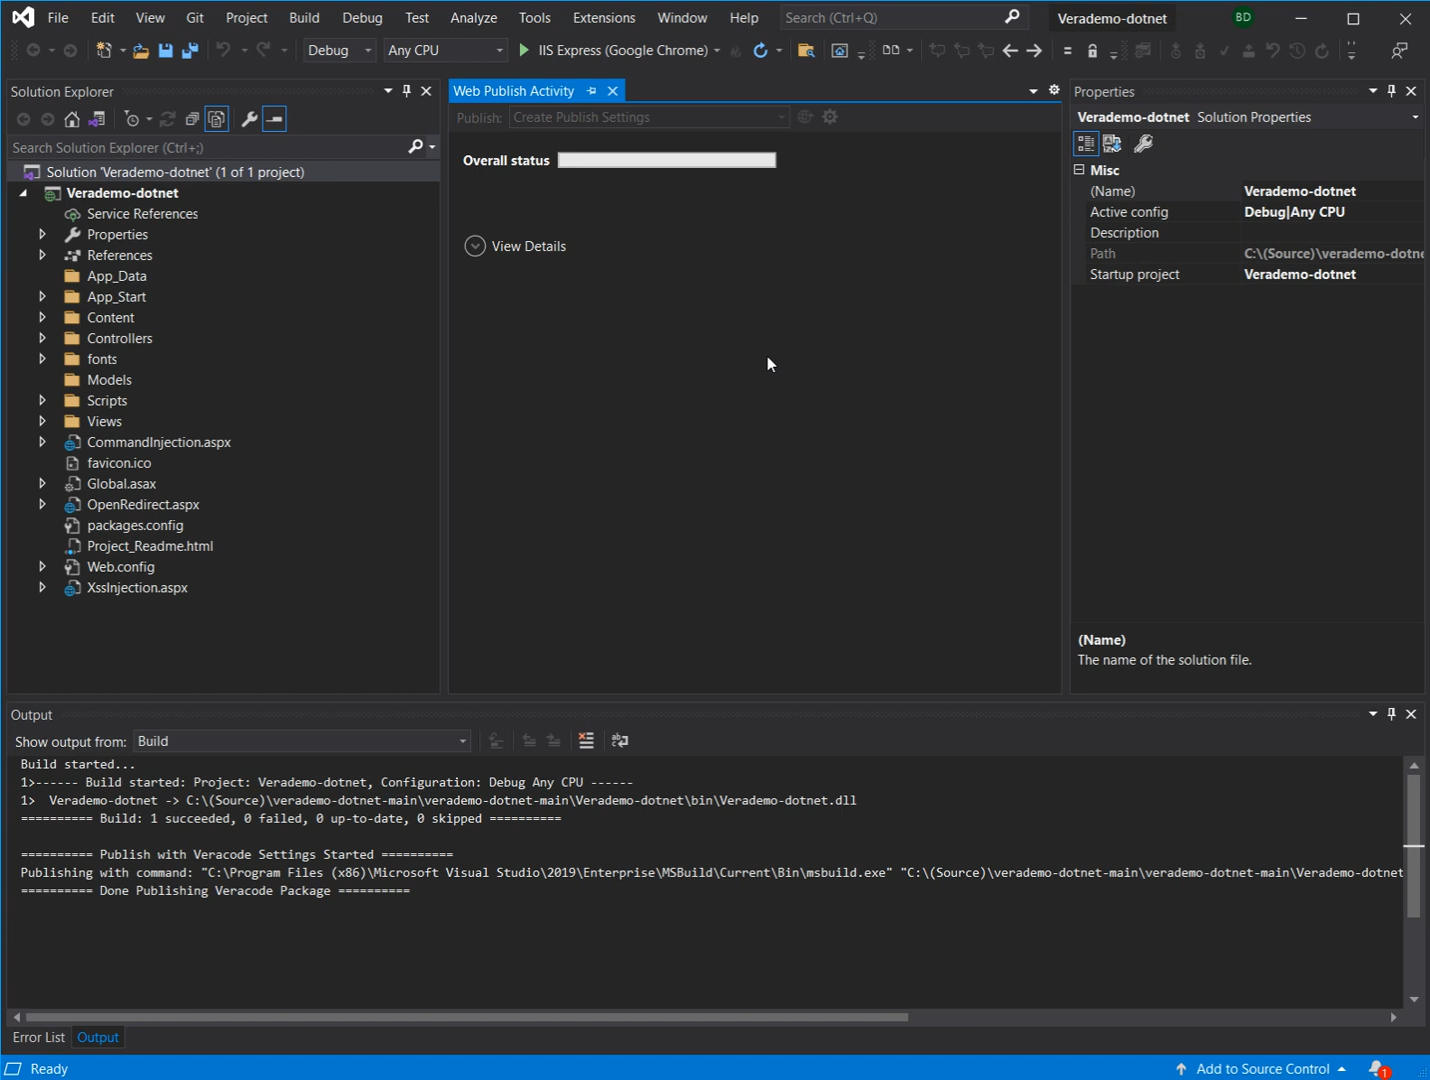 File Edit View Git Project Build Debug Test Analyze Tools Extensions Window Help Search (Ctrl+Q) Verademo-dotnet BD
Debug Any CPU IIS Express (Google Chrome)
Solution Explorer
Search Solution Explorer (Ctrl+;)
Solution 'Verademo-dotnet' (1 of 1 project)
Verademo-dotnet
Service References
Properties
References
App_Data
App_Start
Content
Controllers
fonts
Models
Scripts
Views
CommandInjection.aspx
favicon.ico
Global.asax
OpenRedirect.aspx
packages.config
Project_Readme.html
Web.config
XssInjection.aspx
Web Publish Activity
Publish: Create Publish Settings
Overall status
View Details
Properties
Verademo-dotnet Solution Properties
Misc
(Name) Verademo-dotnet
Active config Debug|Any CPU
Description
Path C:\(Source)\verademo-dotne
Startup project Verademo-dotnet
(Name)
The name of the solution file.
Output
Show output from: Build
Build started...
1>------ Build started: Project: Verademo-dotnet, Configuration: Debug Any CPU ------
1>  Verademo-dotnet -> C:\(Source)\verademo-dotnet-main\verademo-dotnet-main\Verademo-dotnet\bin\Verademo-dotnet.dll
========== Build: 1 succeeded, 0 failed, 0 up-to-date, 0 skipped ==========
========== Publish with Veracode Settings Started ==========
Publishing with command: "C:\Program Files (x86)\Microsoft Visual Studio\2019\Enterprise\MSBuild\Current\Bin\msbuild.exe" "C:\(Source)\verademo-dotnet-main\verademo-dotnet-main\Verademo-dotnet
========== Done Publishing Veracode Package ==========
Error List Output
Ready Add to Source Control 1